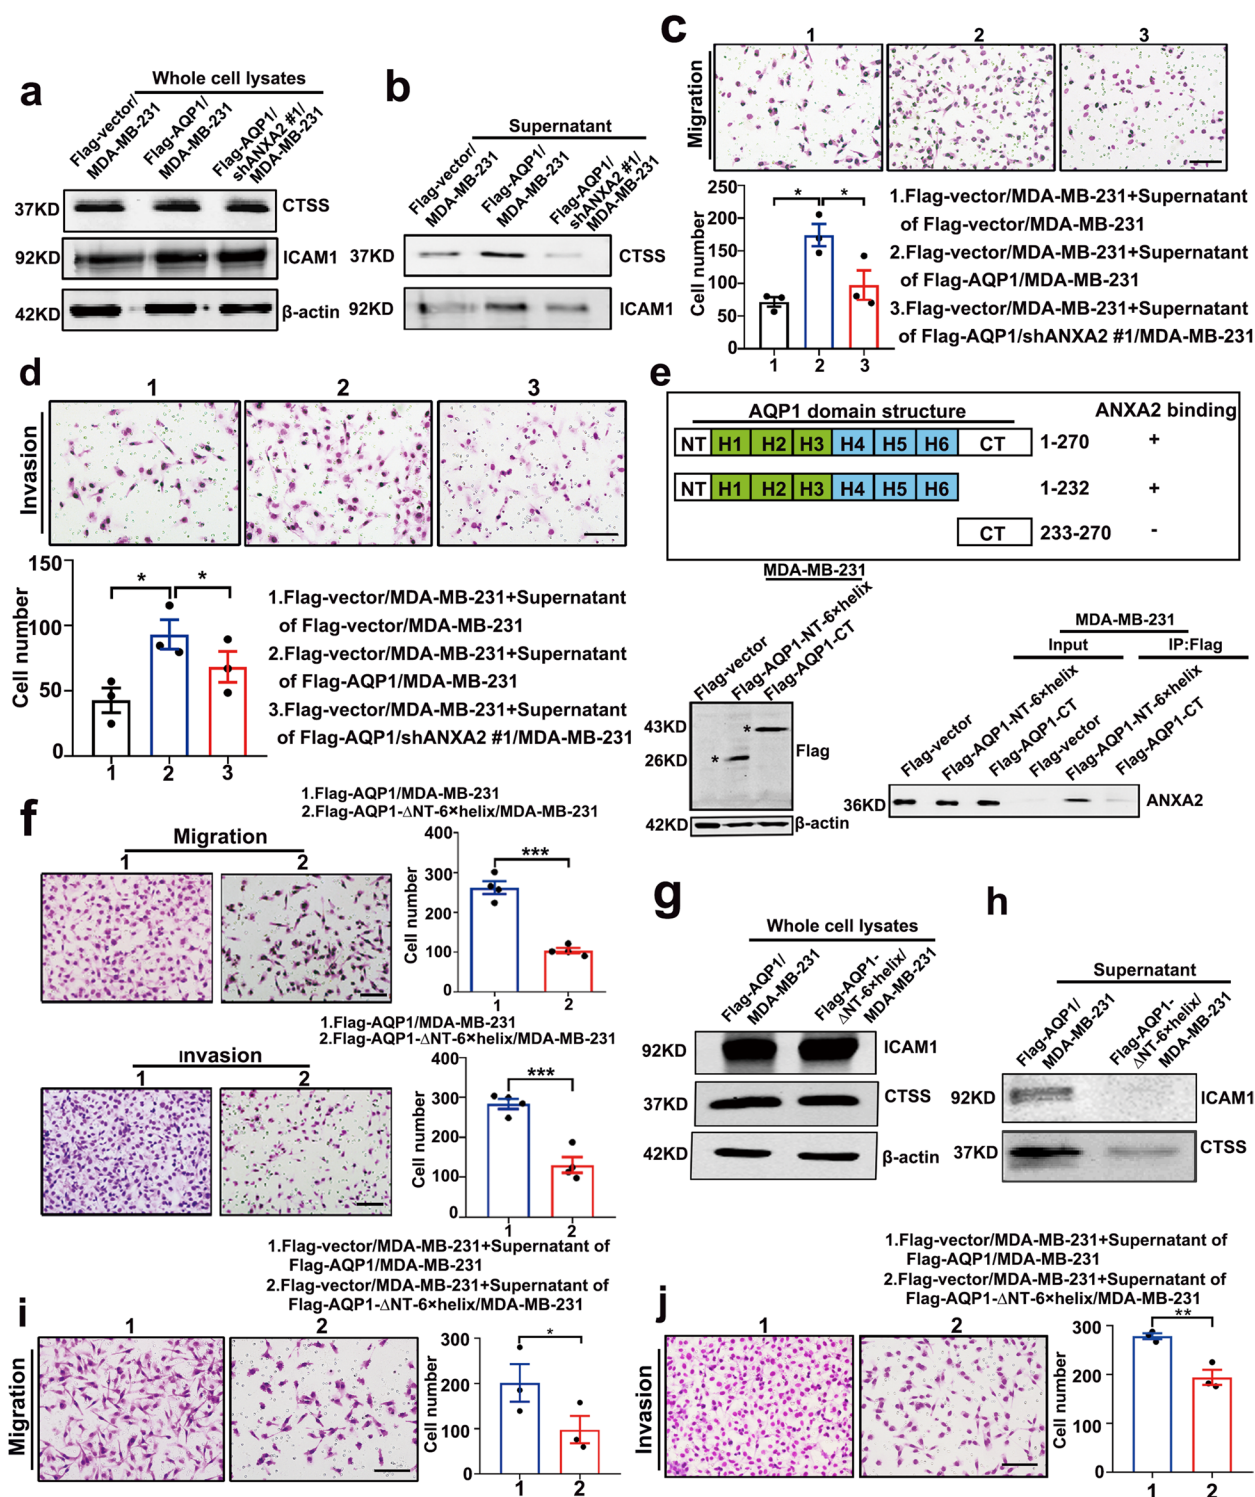 a
Whole cell lysates
Flag-vector/
MDA-MB-231
Flag-AQP1/
MDA-MB-231
Flag-AQP1/
shANXA2 #1/
MDA-MB-231
37KD
CTSS
92KD
ICAM1
42KD
β-actin
b
Supernatant
Flag-vector/
MDA-MB-231
Flag-AQP1/
MDA-MB-231
Flag-AQP1/
shANXA2 #1/
MDA-MB-231
37KD
CTSS
92KD
ICAM1
c
1
2
3
Migration
250
200
150
100
50
0
Cell number
*
*
1
2
3
1.Flag-vector/MDA-MB-231+Supernatant
of Flag-vector/MDA-MB-231
2.Flag-vector/MDA-MB-231+Supernatant
of Flag-AQP1/MDA-MB-231
3.Flag-vector/MDA-MB-231+Supernatant
of Flag-AQP1/shANXA2 #1/MDA-MB-231
d
1
2
3
Invasion
150
100
50
0
Cell number
*
*
1
2
3
1.Flag-vector/MDA-MB-231+Supernatant
of Flag-vector/MDA-MB-231
2.Flag-vector/MDA-MB-231+Supernatant
of Flag-AQP1/MDA-MB-231
3.Flag-vector/MDA-MB-231+Supernatant
of Flag-AQP1/shANXA2 #1/MDA-MB-231
e
AQP1 domain structure
ANXA2 binding
NT H1 H2 H3 H4 H5 H6 CT 1-270 +
NT H1 H2 H3 H4 H5 H6 1-232 +
CT 233-270 -
MDA-MB-231
Flag-vector
Flag-AQP1-NT-6×helix
Flag-AQP1-CT
43KD
*
26KD
*
Flag
42KD
β-actin
MDA-MB-231
Input
IP:Flag
Flag-vector
Flag-AQP1-NT-6×helix
Flag-AQP1-CT
Flag-vector
Flag-AQP1-NT-6×helix
Flag-AQP1-CT
36KD
ANXA2
f
1.Flag-AQP1/MDA-MB-231
2.Flag-AQP1-ΔNT-6×helix/MDA-MB-231
Migration
1
2
400
300
200
100
0
Cell number
***
1
2
1.Flag-AQP1/MDA-MB-231
2.Flag-AQP1-ΔNT-6×helix/MDA-MB-231
Invasion
1
2
400
300
200
100
0
Cell number
***
1
2
g
Whole cell lysates
Flag-AQP1/
MDA-MB-231
Flag-AQP1-
ΔNT-6×helix/
MDA-MB-231
92KD
ICAM1
37KD
CTSS
42KD
β-actin
h
Supernatant
Flag-AQP1/
MDA-MB-231
Flag-AQP1-
ΔNT-6×helix/
MDA-MB-231
92KD
ICAM1
37KD
CTSS
i
1.Flag-vector/MDA-MB-231+Supernatant of
Flag-AQP1/MDA-MB-231
2.Flag-vector/MDA-MB-231+Supernatant of
Flag-AQP1-ΔNT-6×helix/MDA-MB-231
1
2
Migration
300
200
100
0
Cell number
*
1
2
j
1.Flag-vector/MDA-MB-231+Supernatant of
Flag-AQP1/MDA-MB-231
2.Flag-vector/MDA-MB-231+Supernatant of
Flag-AQP1-ΔNT-6×helix/MDA-MB-231
1
2
Invasion
300
200
100
0
Cell number
**
1
2